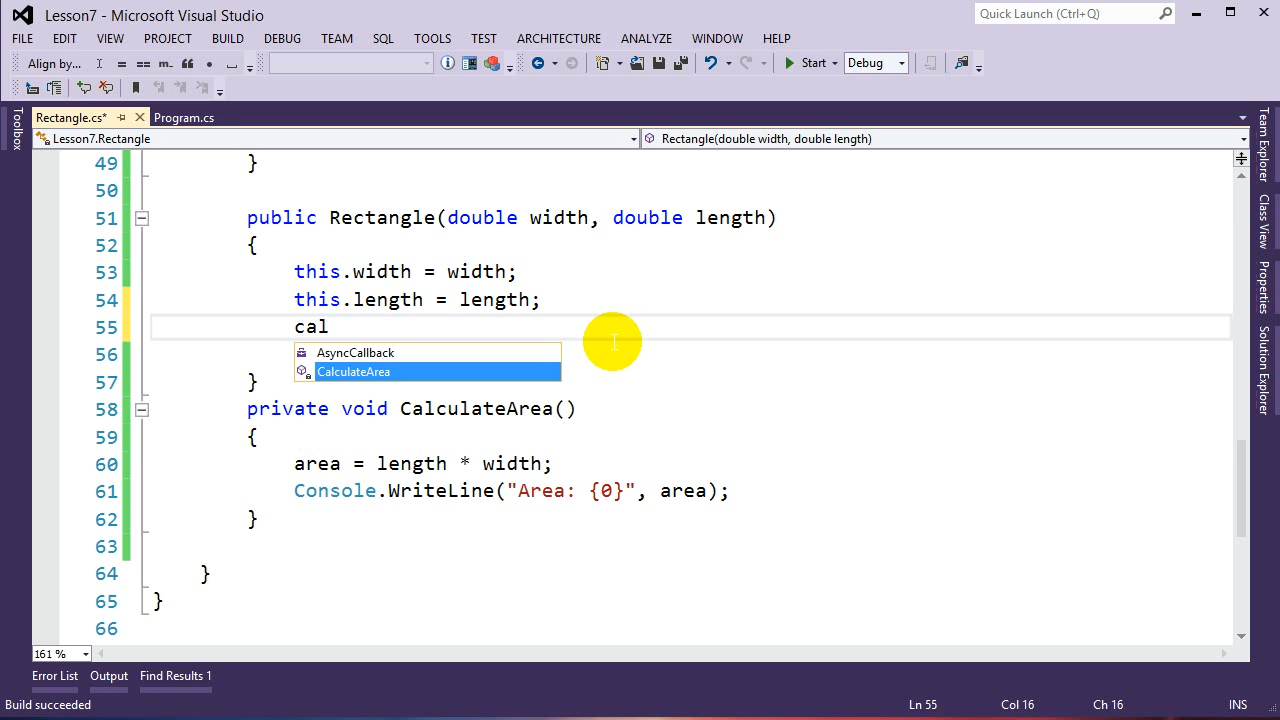 Lesson7 - Microsoft Visual Studio
Quick Launch (Ctrl+Q)
FILE EDIT VIEW PROJECT BUILD DEBUG TEAM SQL TOOLS TEST ARCHITECTURE ANALYZE WINDOW HELP
Align by... = == m... " Start Debug
Rectangle.cs* Program.cs
Lesson7.Rectangle Rectangle(double width, double length)
Toolbox
Team Explorer
Class View
Properties
Solution Explorer
49 }
50
51 public Rectangle(double width, double length)
52 {
53 this.width = width;
54 this.length = length;
55 cal
AsyncCallback
56
CalculateArea
57 }
58 private void CalculateArea()
59 {
60 area = length * width;
61 Console.WriteLine("Area: {0}", area);
62 }
63
64 }
65 }
66
161 %
Error List Output Find Results 1
Build succeeded Ln 55 Col 16 Ch 16 INS